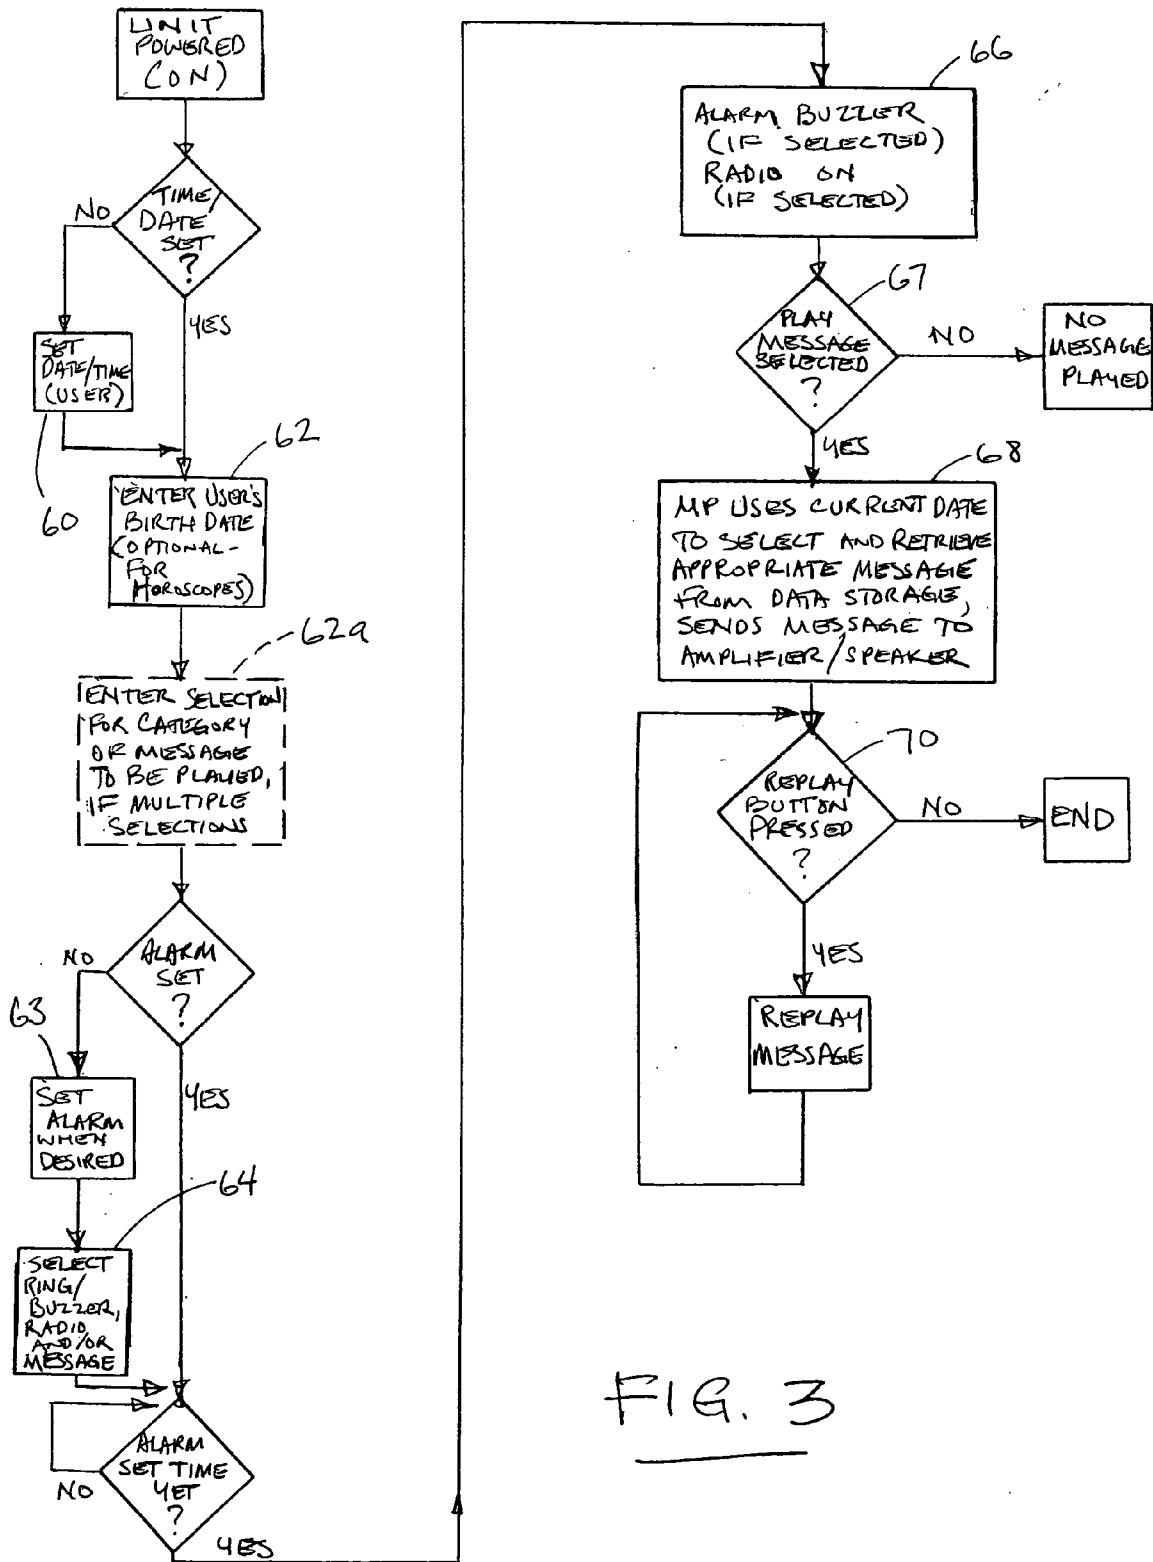 UNIT
POWERED
(ON)
TIME/
DATE
SET
?
NO
YES
SET
DATE/TIME
(USER)
60
62
ENTER USER'S
BIRTH DATE
(OPTIONAL-
FOR
HOROSCOPES)
62a
ENTER SELECTION
FOR CATEGORY
OF MESSAGE
TO BE PLAYED,
IF MULTIPLE
SELECTIONS
ALARM
SET
?
NO
YES
63
SET
ALARM
WHEN
DESIRED
64
SELECT
RING/
BUZZER,
RADIO
AND/OR
MESSAGE
ALARM
SET TIME
YET
?
NO
YES
66
ALARM BUZZER
(IF SELECTED)
RADIO ON
(IF SELECTED)
67
PLAY
MESSAGE
SELECTED
?
NO
NO
MESSAGE
PLAYED
YES
68
MP USES CURRENT DATE
TO SELECT AND RETRIEVE
APPROPRIATE MESSAGE
FROM DATA STORAGE,
SENDS MESSAGE TO
AMPLIFIER/SPEAKER
70
REPLAY
BUTTON
PRESSED
?
NO
END
YES
REPLAY
MESSAGE
FIG. 3